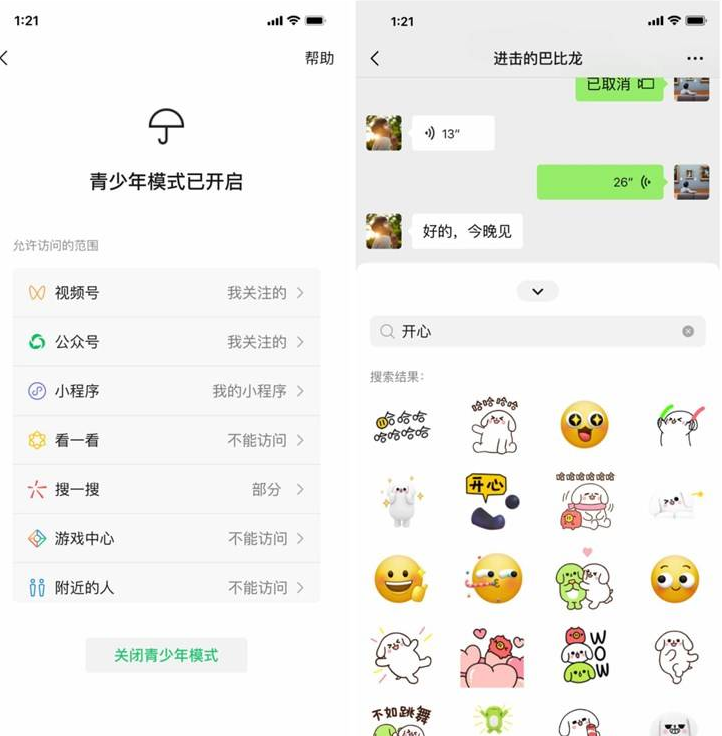 1:21
帮助
青少年模式已开启
允许访问的范围
视频号 我关注的
公众号 我关注的
小程序 我的小程序
看一看 不能访问
搜一搜 部分
游戏中心 不能访问
附近的人 不能访问
关闭青少年模式
1:21
进击的巴比龙
已取消
13"
26"
好的，今晚见
开心
搜索结果：
哈哈哈
哈哈哈哈
哈哈哈哈
开心
哈哈哈哈哈哈
WOW
不如跳舞